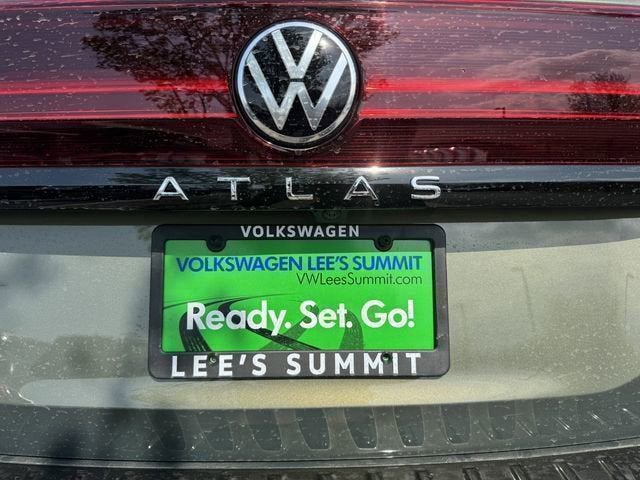 ATLAS
VOLKSWAGEN
VOLKSWAGEN LEE'S SUMMIT
VWLeesSummit.com
Ready. Set. Go!
LEE'S SUMMIT